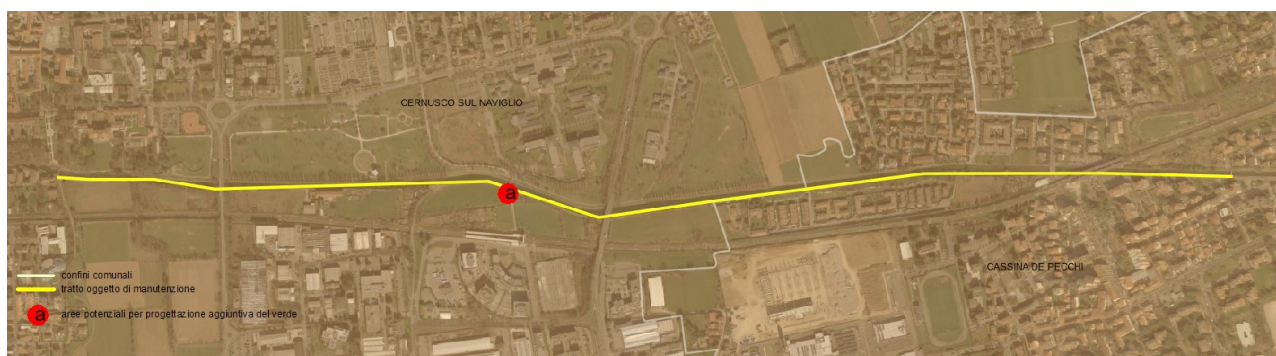 CERNUSCO SUL NAVIGLIO
a
CASSINA DE PECCHI
confini comunali
tratto oggetto di manutenzione
a aree potenziali per progettazione aggiuntiva del verde